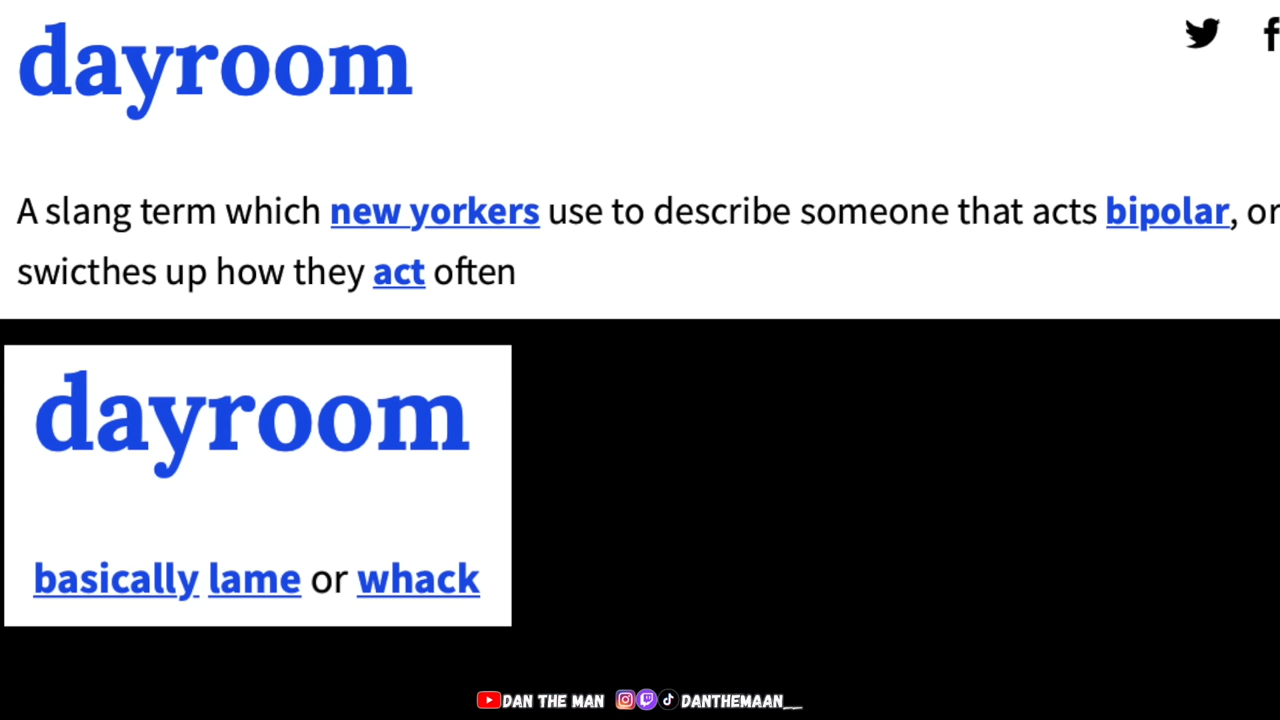 dayroom
A slang term which new yorkers use to describe someone that acts bipolar, or
swicthes up how they act often
dayroom
basically lame or whack
DAN THE MAN DANTHEMAAN__